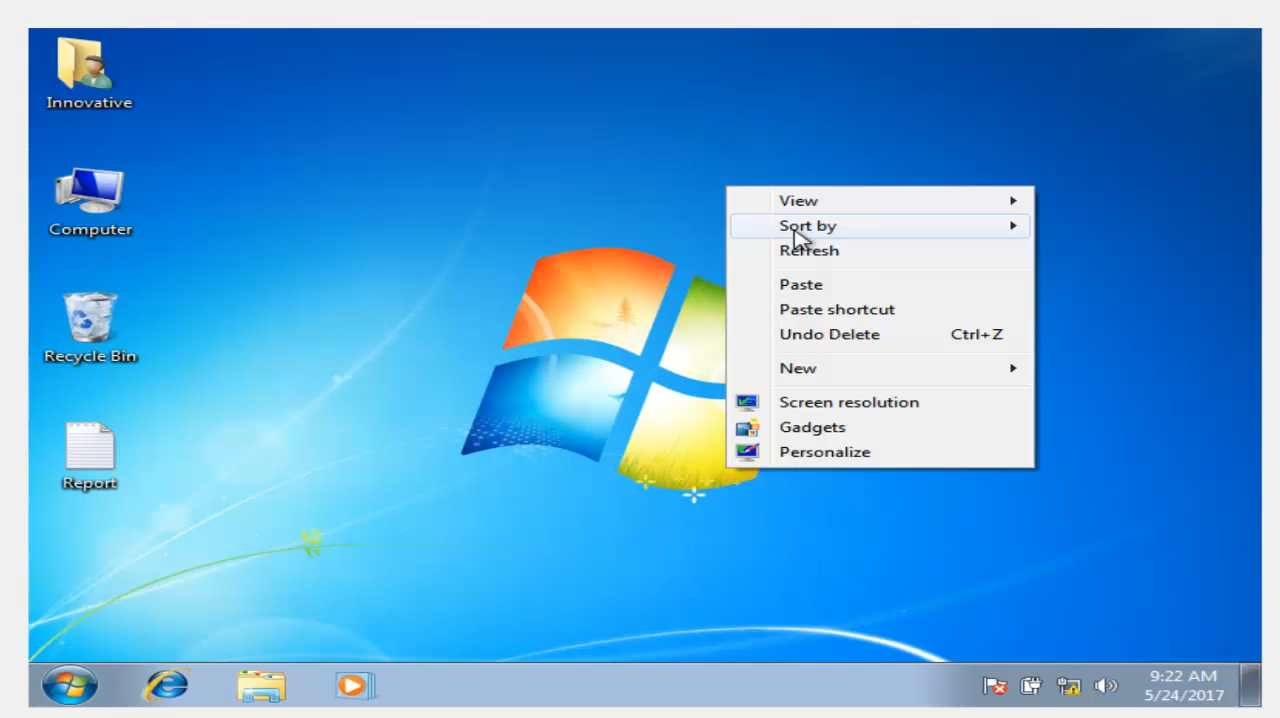 Innovative
Computer
Recycle Bin
Report
View
Sort by
Refresh
Paste
Paste shortcut
Undo Delete Ctrl+Z
New
Screen resolution
Gadgets
Personalize
9:22 AM
5/24/2017